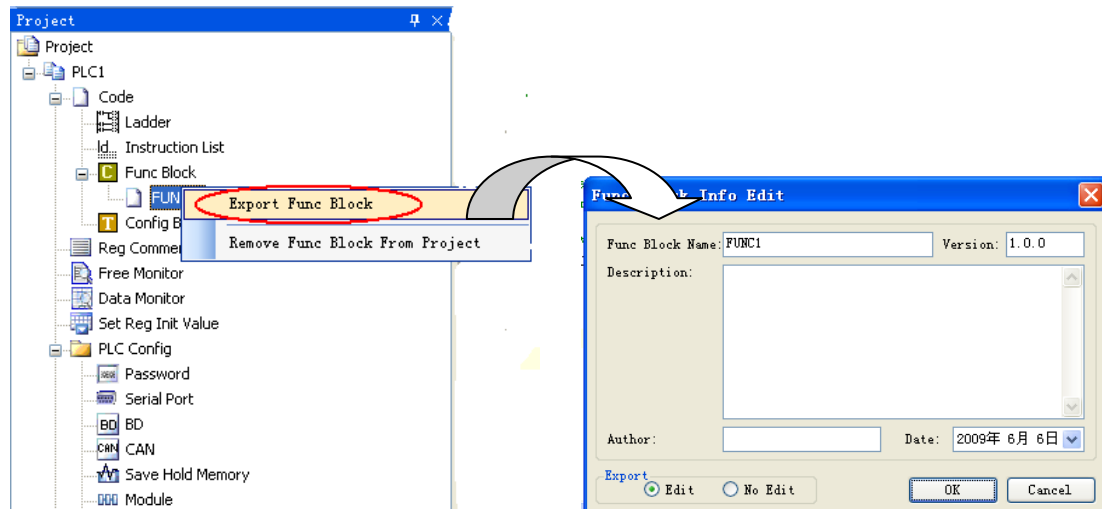 Project
Project
PLC1
Code
Ladder
Instruction List
Func Block
FUN
Config B
Reg Comme
Free Monitor
Data Monitor
Set Reg Init Value
PLC Config
Password
Serial Port
BD BD
CAN CAN
Save Hold Memory
Module
Export Func Block
Remove Func Block From Project
Info Edit
Func Block Name: FUNC1 Version: 1.0.0
Description:
Author: Date: 2009年 6月 6日
Export
Edit No Edit OK Cancel